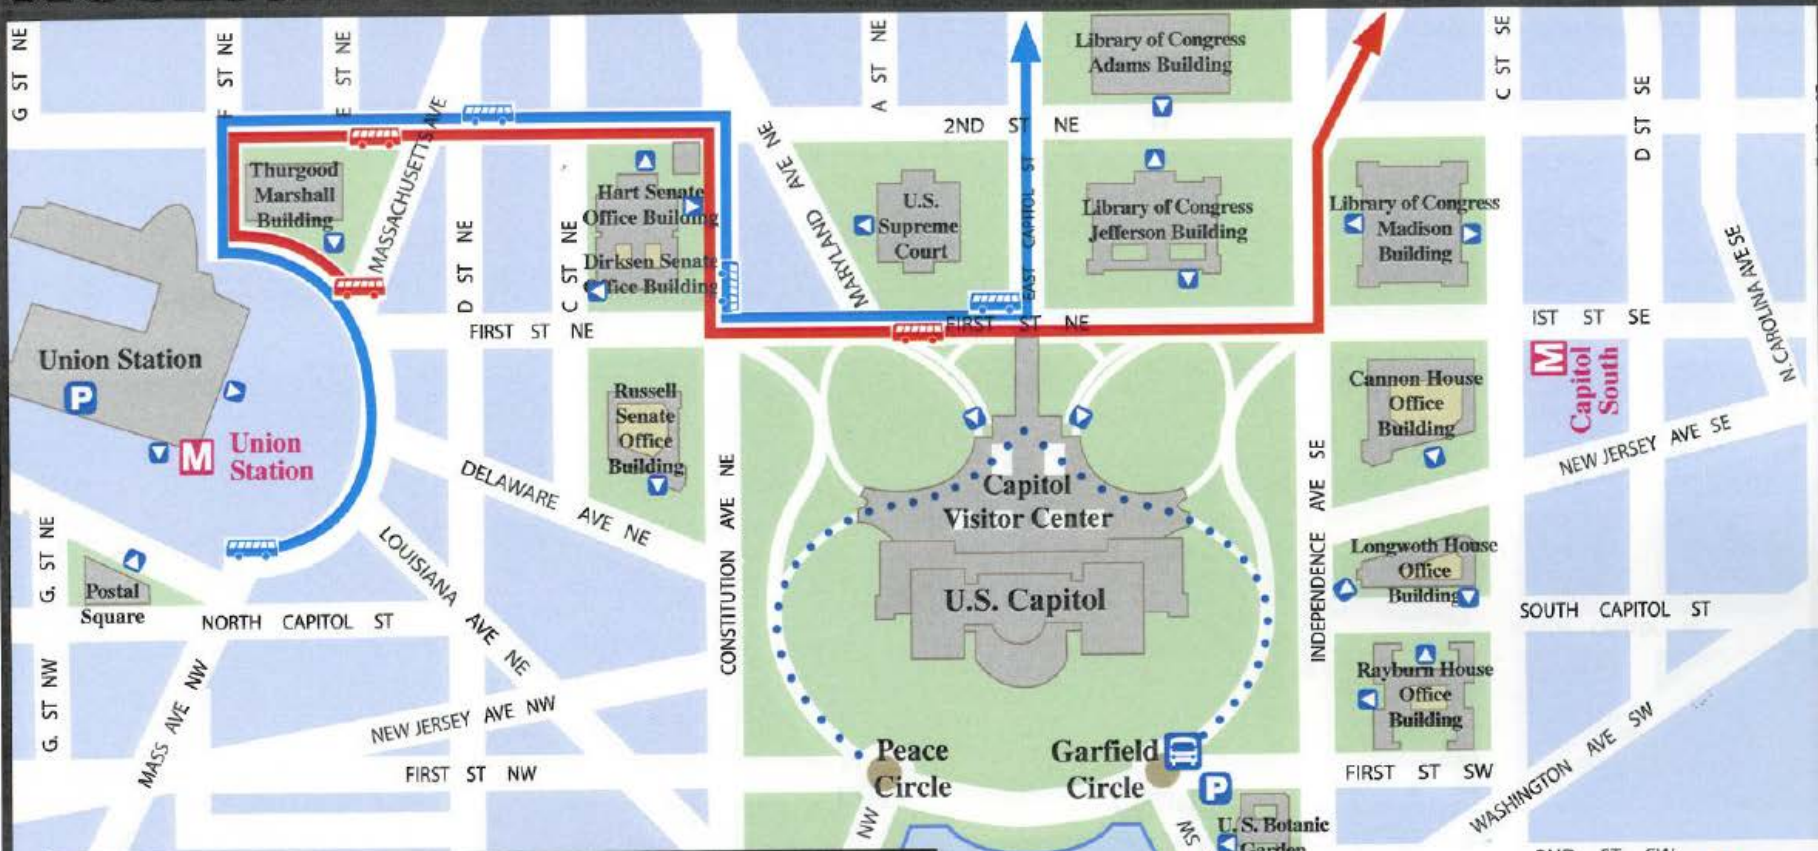 G ST NE
F ST NE
E ST NE
MASSACHUSETTS AVE
A ST NE
Library of Congress
Adams Building
C ST SE
D ST SE
2ND ST NE
MARYLAND AVE NE
EAST CAPITOL ST
Thurgood
Marshall
Building
D ST NE
C ST NE
Hart Senate
Office Building
Dirksen Senate
Office Building
U.S.
Supreme
Court
Library of Congress
Jefferson Building
Library of Congress
Madison
Building
N. CAROLINA AVE SE
FIRST ST NE
FIRST ST NE
IST ST SE
Union Station
P
M
Union
Station
Russell
Senate
Office
Building
Cannon House
Office
Building
M
Capitol
South
NEW JERSEY AVE SE
DELAWARE AVE NE
CONSTITUTION AVE NE
Capitol
Visitor Center
INDEPENDENCE AVE SE
G. ST NE
LOUISIANA AVE NE
Postal
Square
NORTH CAPITOL ST
U.S. Capitol
Longwoth House
Office
Building
SOUTH CAPITOL ST
G. ST NW
MASS AVE NW
NEW JERSEY AVE NW
Rayburn House
Office
Building
FIRST ST NW
Peace
Circle
Garfield
Circle
P
FIRST ST SW
WASHINGTON AVE SW
NW
SW
U.S. Botanic
Garden